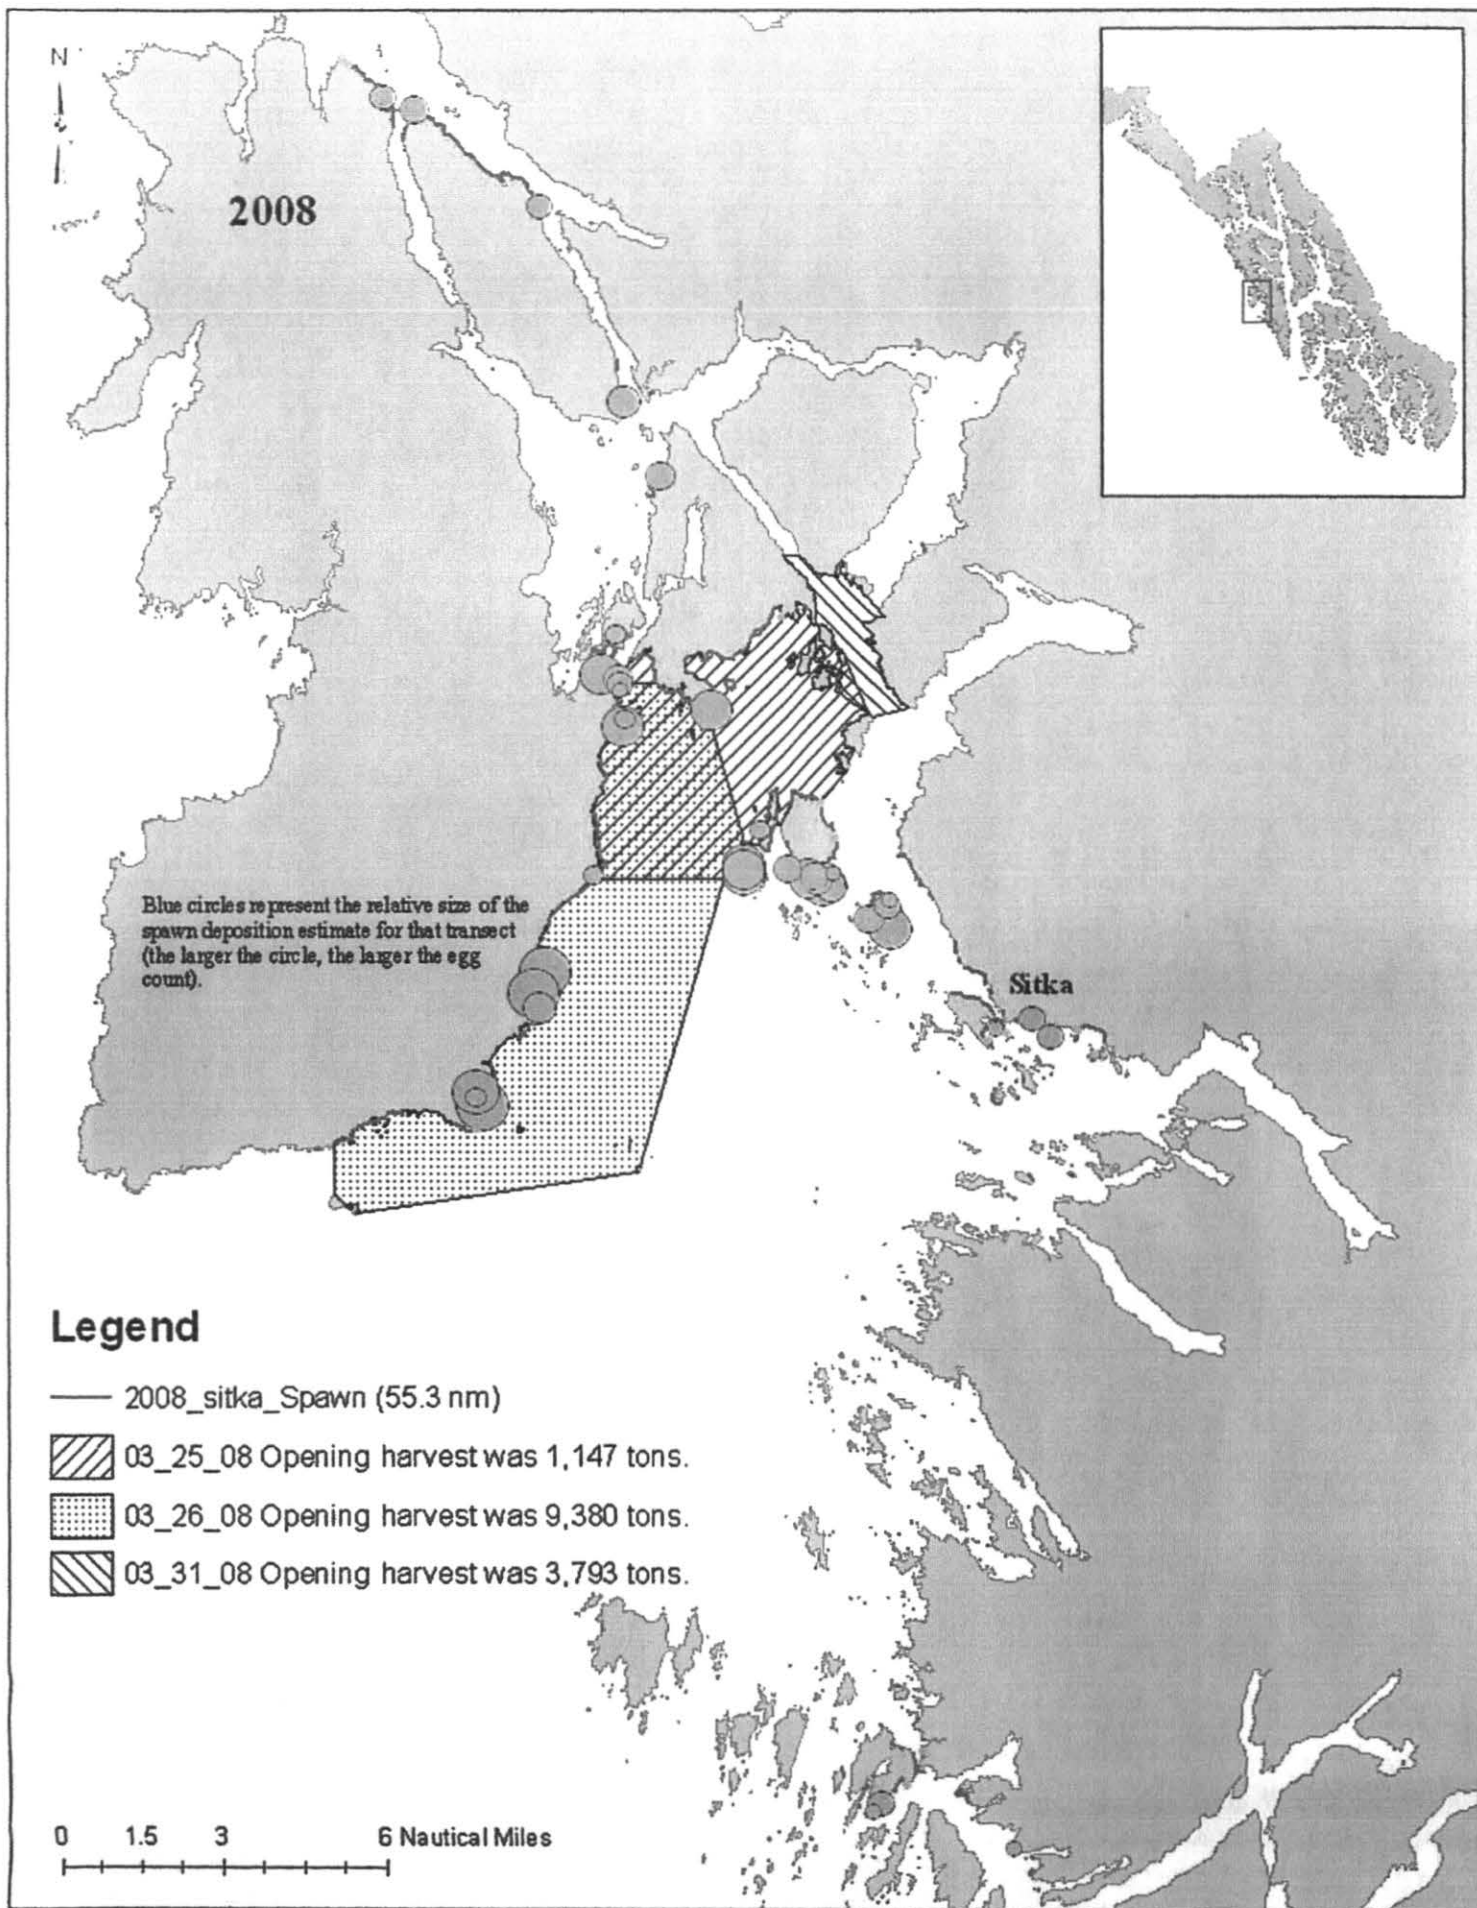 N
2008
Blue circles represent the relative size of the
spawn deposition estimate for that transect
(the larger the circle, the larger the egg
count).
Sitka
Legend
2008_sitka_Spawn (55.3 nm)
03_25_08 Opening harvest was 1,147 tons.
03_26_08 Opening harvest was 9,380 tons.
03_31_08 Opening harvest was 3,793 tons.
0 1.5 3 6 Nautical Miles